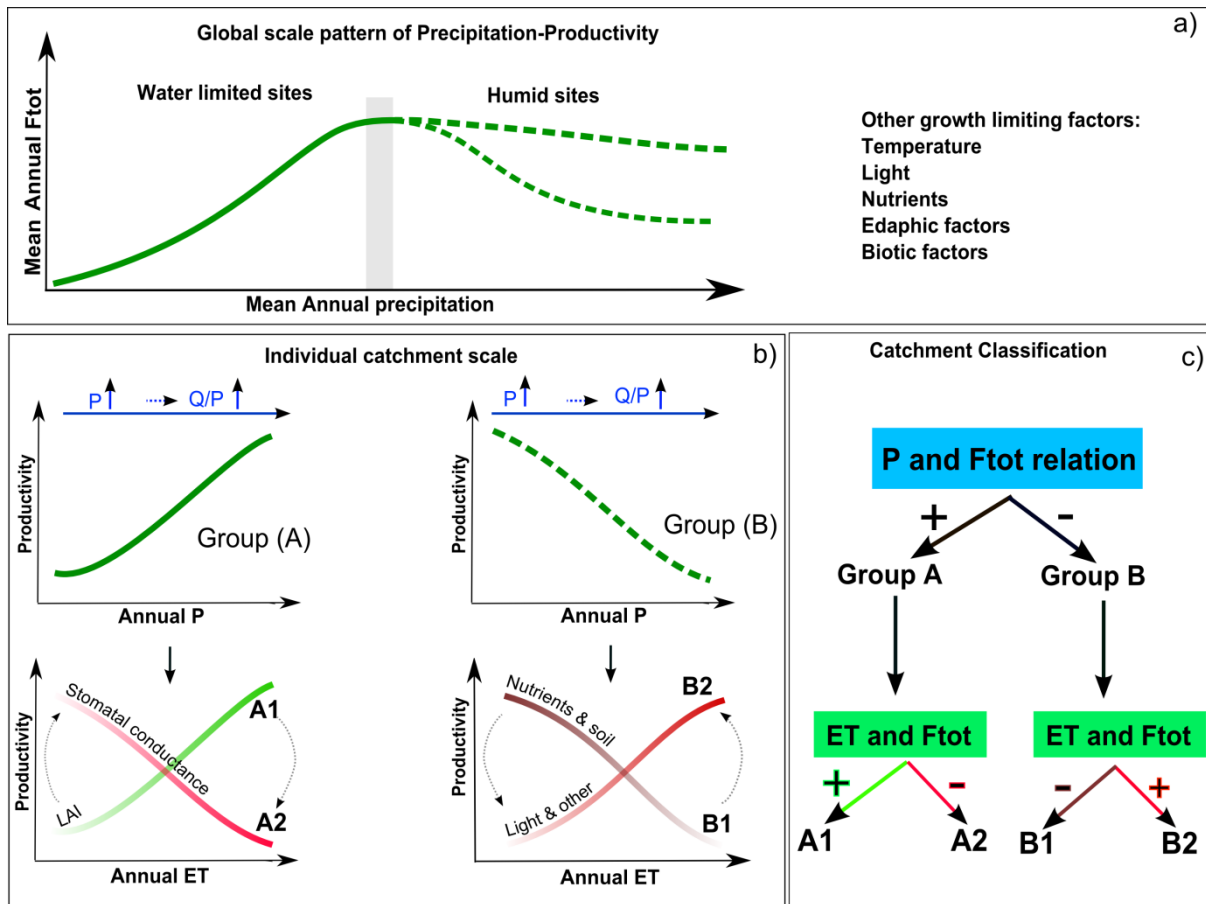 a)
Global scale pattern of Precipitation-Productivity
Water limited sites
Humid sites
Mean Annual Ftot
Mean Annual precipitation
Other growth limiting factors:
Temperature
Light
Nutrients
Edaphic factors
Biotic factors
b)
Individual catchment scale
P
Q/P
Productivity
Group (A)
Annual P
P
Q/P
Productivity
Group (B)
Annual P
Productivity
Stomatal conductance
LAI
A1
A2
Annual ET
Productivity
Nutrients & soil
Light & other
B2
B1
Annual ET
c)
Catchment Classification
P and Ftot relation
+ -
Group A Group B
ET and Ftot ET and Ftot
+ - - +
A1 A2 B1 B2